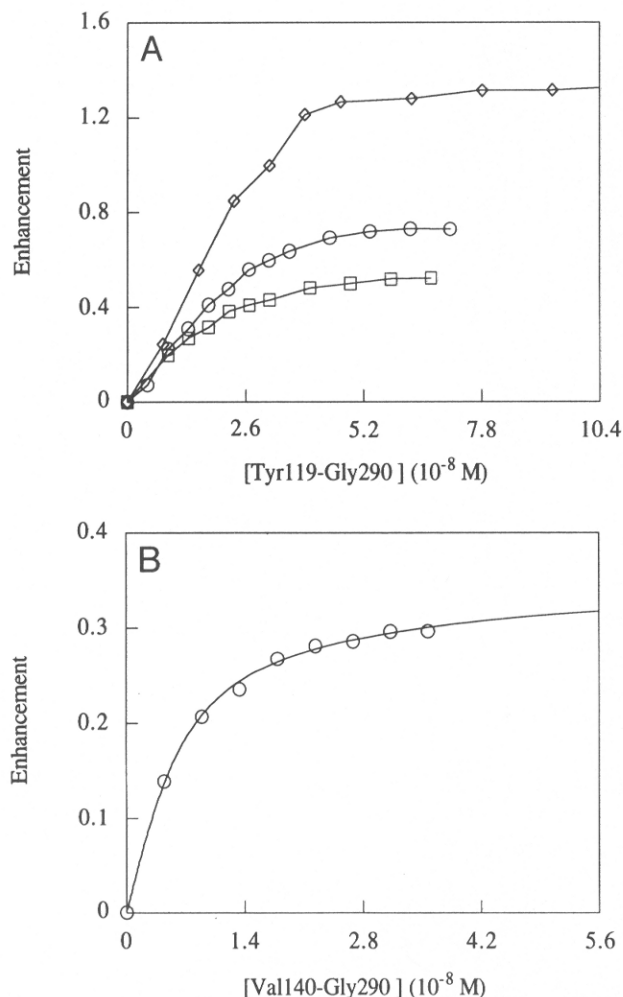 A
1.6
1.2
0.8
0.4
0
Enhancement
0 2.6 5.2 7.8 10.4
[Tyr119-Gly290 ] (10⁻⁸ M)
B
0.4
0.3
0.2
0.1
0
Enhancement
0 1.4 2.8 4.2 5.6
[Val140-Gly290 ] (10⁻⁸ M)